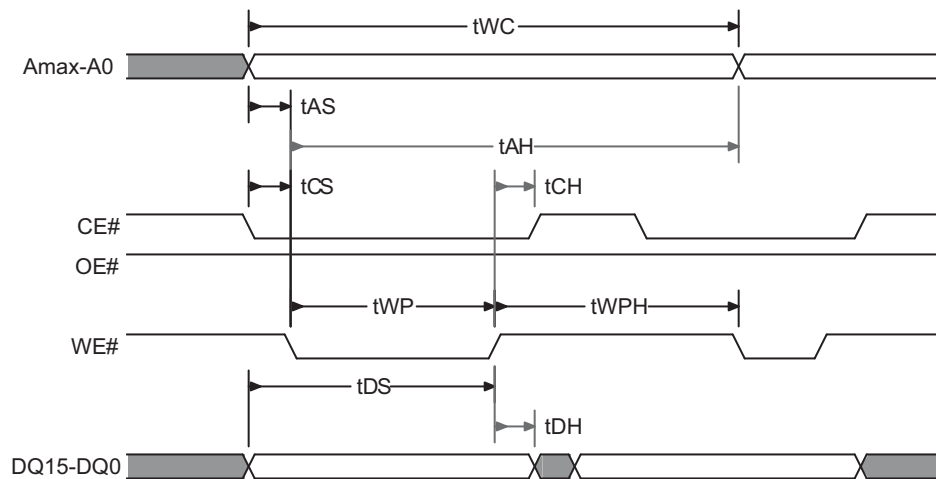 tWC
Amax-A0
tAS
tAH
tCS
tCH
CE#
OE#
tWP
tWPH
WE#
tDS
tDH
DQ15-DQ0